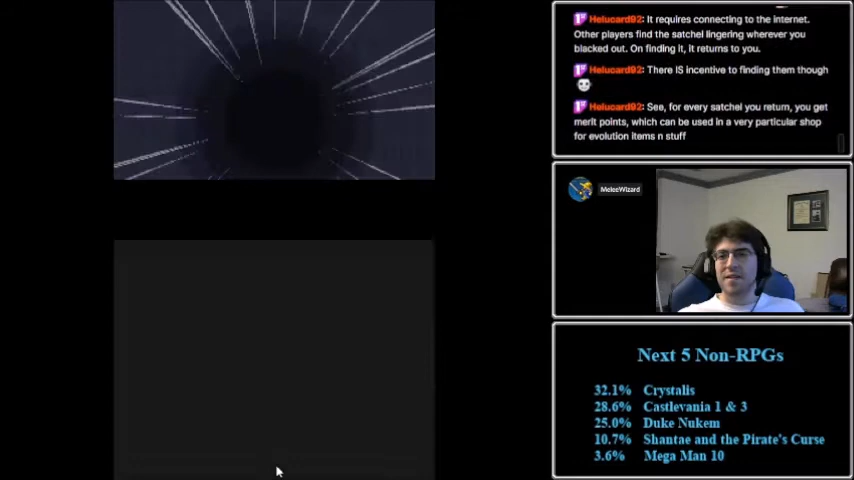 Helucard92: It requires connecting to the internet.
Other players find the satchel lingering wherever you
blacked out. On finding it, it returns to you.
Helucard92: There IS incentive to finding them though
Helucard92: See, for every satchel you return, you get
merit points, which can be used in a very particular shop
for evolution items n stuff
MeleeWizard
Next 5 Non-RPGs
32.1% Crystalis
28.6% Castlevania 1 & 3
25.0% Duke Nukem
10.7% Shantae and the Pirate's Curse
3.6% Mega Man 10